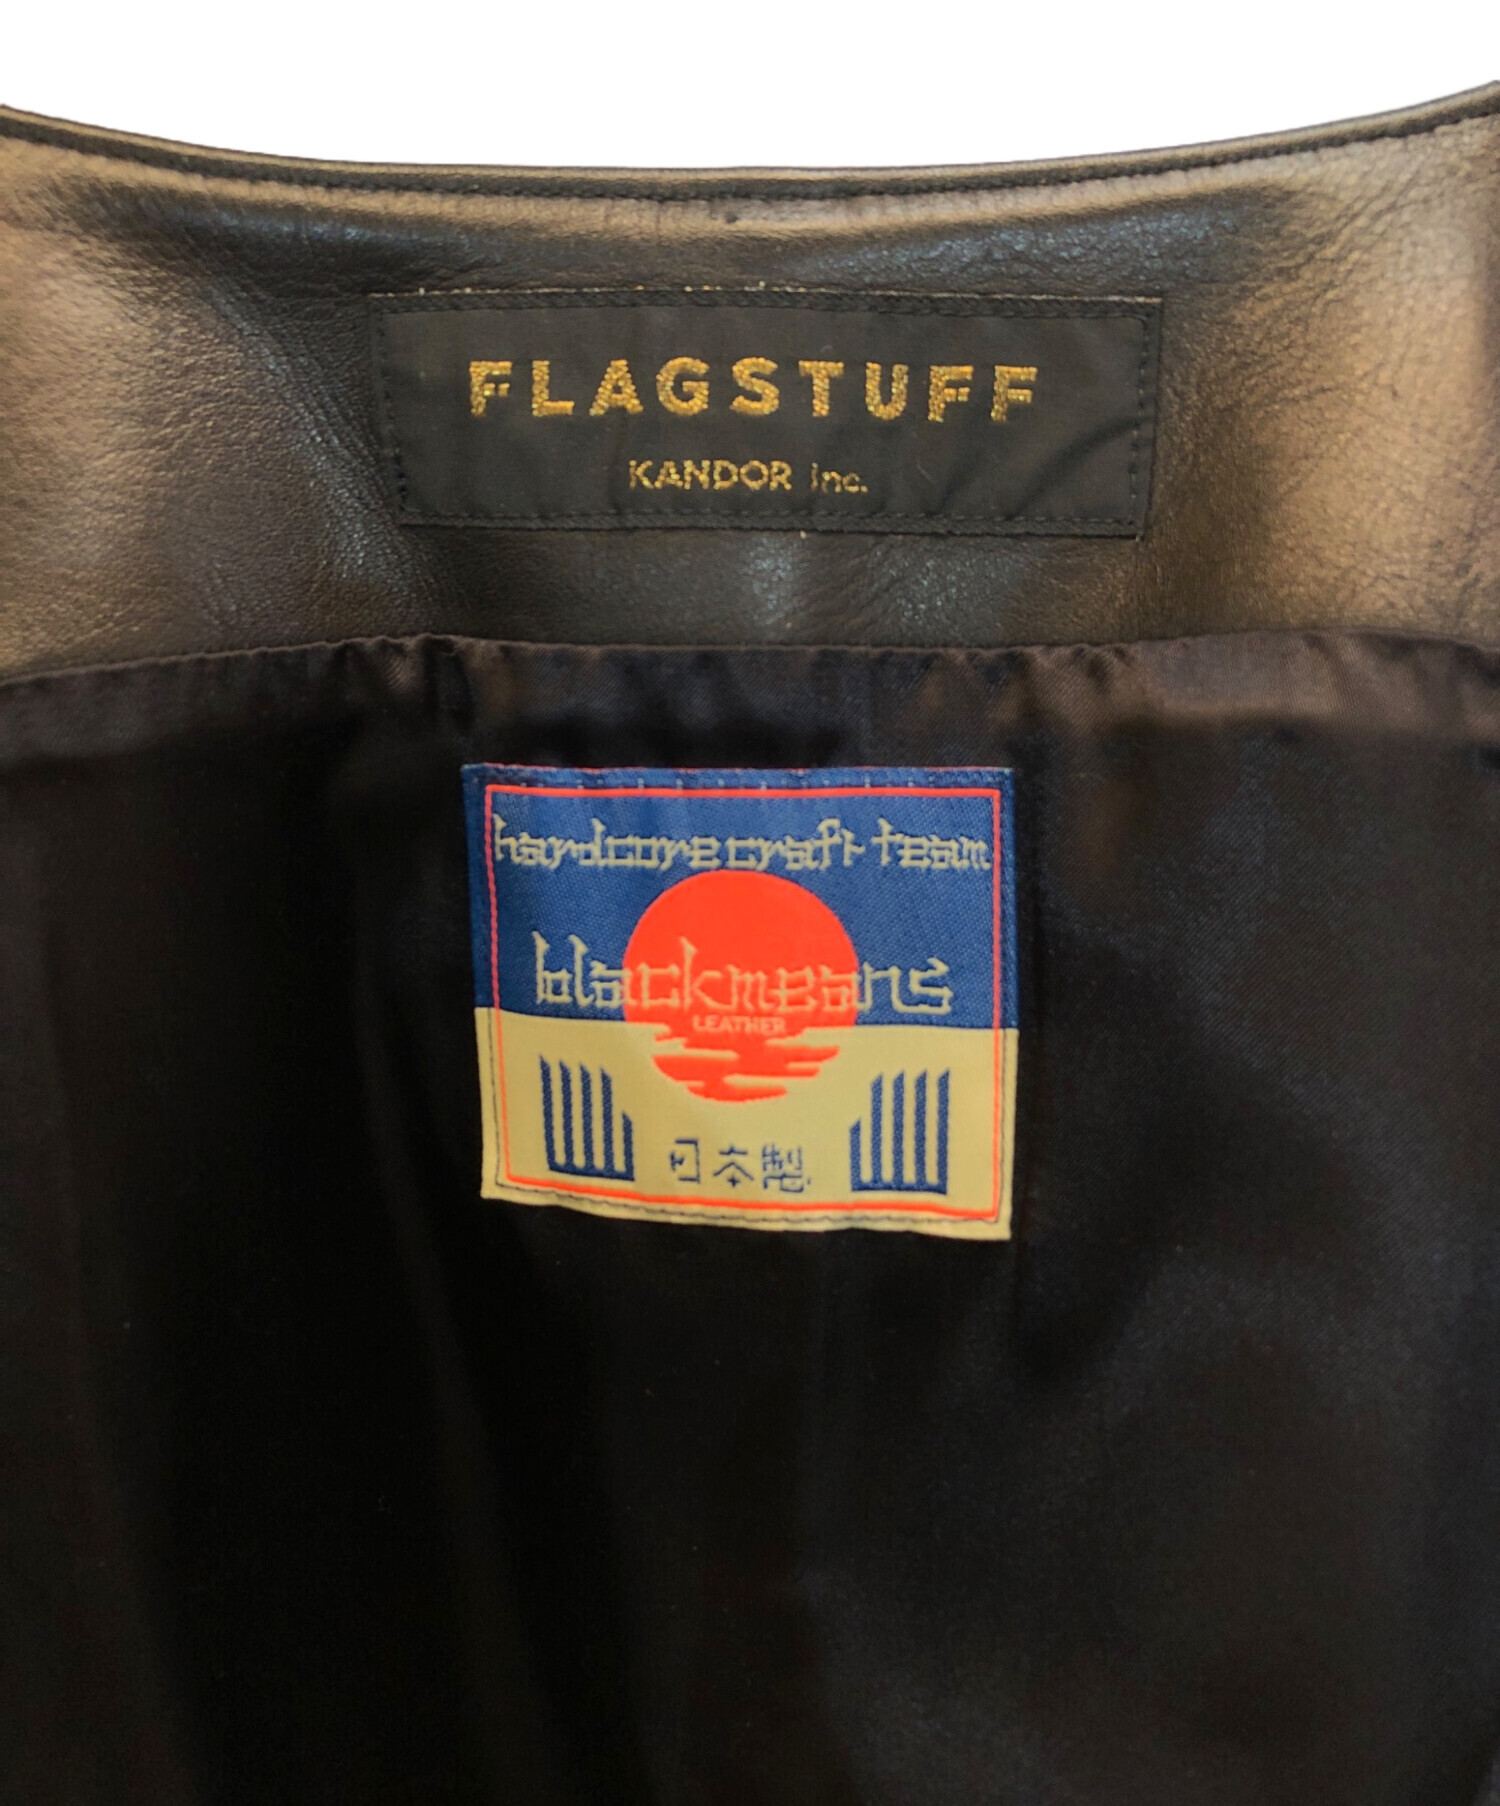 FLAGSTUFF
KANDOR inc.
hardcore craft team
blackmeans
LEATHER
日本製